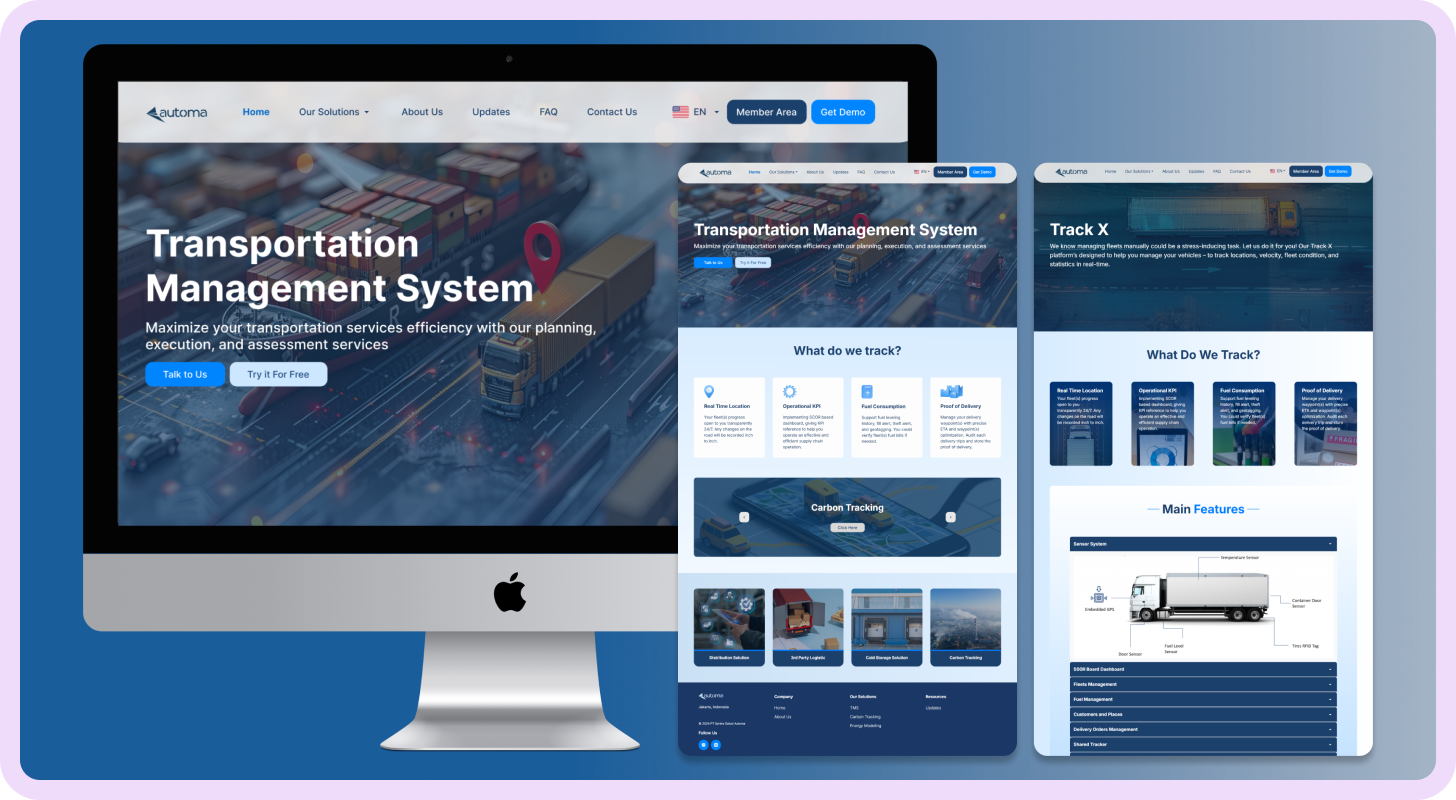 automa
Home
Our Solutions
About Us
Updates
FAQ
Contact Us
EN
Member Area
Get Demo
Transportation
Management System
Maximize your transportation services efficiency with our planning,
execution, and assessment services
Talk to Us
Try it For Free
automa
Home
Our Solutions
About Us
Updates
FAQ
Contact Us
EN
Member Area
Get Demo
Transportation Management System
Maximize your transportation services efficiency with our planning, execution, and assessment services
Talk to Us
Try it For Free
What do we track?
Real Time Location
Your fleet(s) progress
open to you transparently
24/7. Any changes on the
road will be recorded inch
to inch.
Operational KPI
Implementing SCOR-based
dashboard, giving KPI
reference to help you
operate an effective and
efficient supply chain
operation.
Fuel Consumption
Support fuel leveling
history, fill alert, theft alert,
and geotagging. You could
verify fleet(s) fuel bills if
needed.
Proof of Delivery
Manage your delivery
waypoint(s) with precise
ETA and waypoints(s)
optimization. Audit each
delivery trips and store the
proof of delivery.
Carbon Tracking
Click Here
Distribution Solution
3rd Party Logistic
Cold Storage Solution
Carbon Tracking
automa
Jakarta, Indonesia
Follow Us
Company
Home
About Us
Our Solutions
TMS
Carbon Tracking
Energy Modeling
Resources
Updates
automa
Home
Our Solutions
About Us
Updates
FAQ
Contact Us
EN
Member Area
Get Demo
Track X
We know managing fleets manually could be a stress-inducing task. Let us do it for you! Our Track X
platform's designed to help you manage your vehicles – to track locations, velocity, fleet condition, and
statistics in real-time.
What Do We Track?
Real Time Location
Your fleet(s) progress
open to you
transparently 24/7. Any
changes on the road will
be recorded inch to inch.
Operational KPI
Implementing SCOR
based dashboard, giving
KPI reference to help you
operate an effective and
efficient supply chain
operation.
Fuel Consumption
Support fuel leveling
history, fill alert, theft
alert, and geotagging.
You could verify fleet(s)
fuel bills if needed.
Proof of Delivery
Manage your delivery
waypoint(s) with precise
ETA and waypoint(s)
optimization. Audit each
delivery trip and store
the proof of delivery.
FRAGIL
Main Features
Sensor System
Temperature Sensor
Embedded GPS
Container Door
Sensor
Door Sensor
Fuel Level
Sensor
Tires RFID Tag
SCOR Board Dashboard
Fleets Management
Fuel Management
Customers and Places
Delivery Orders Management
Shared Tracker